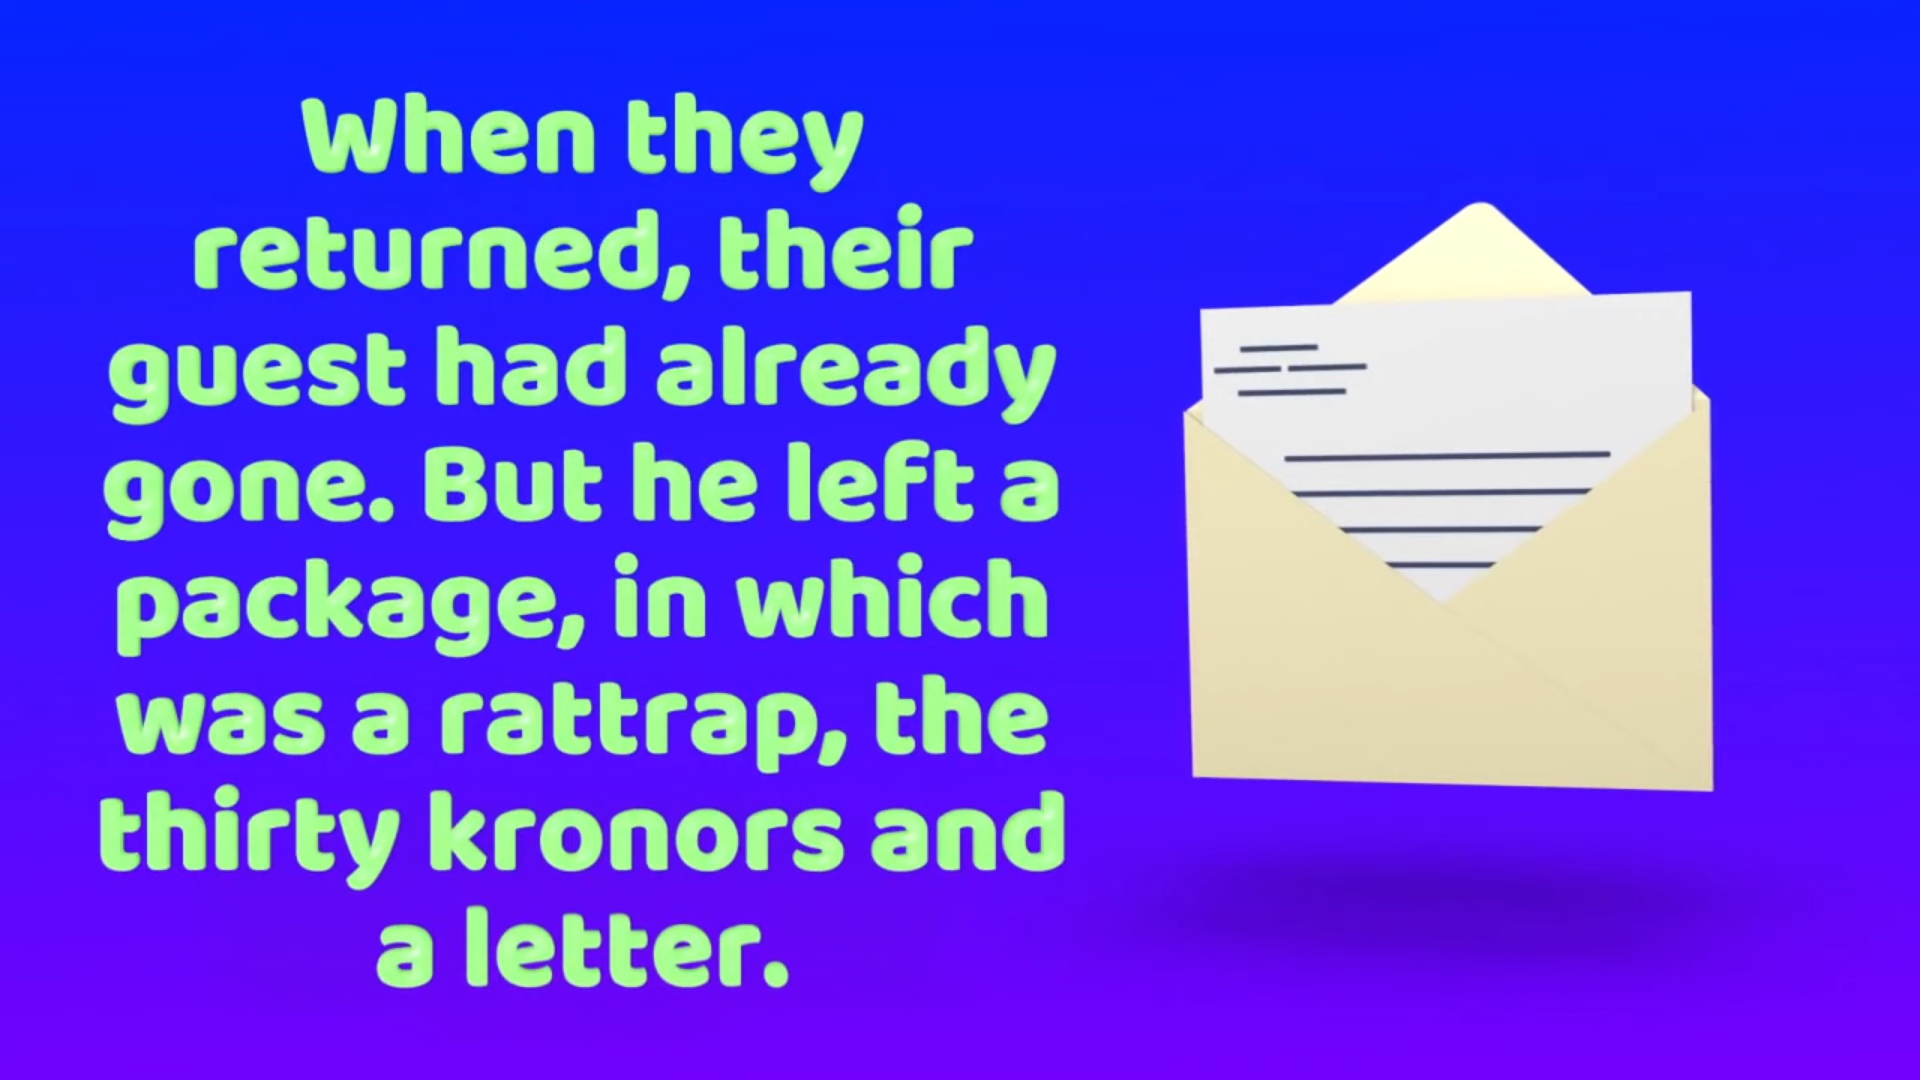 When they
returned, their
guest had already
gone. But he left a
package, in which
was a rattrap, the
thirty kronors and
a letter.